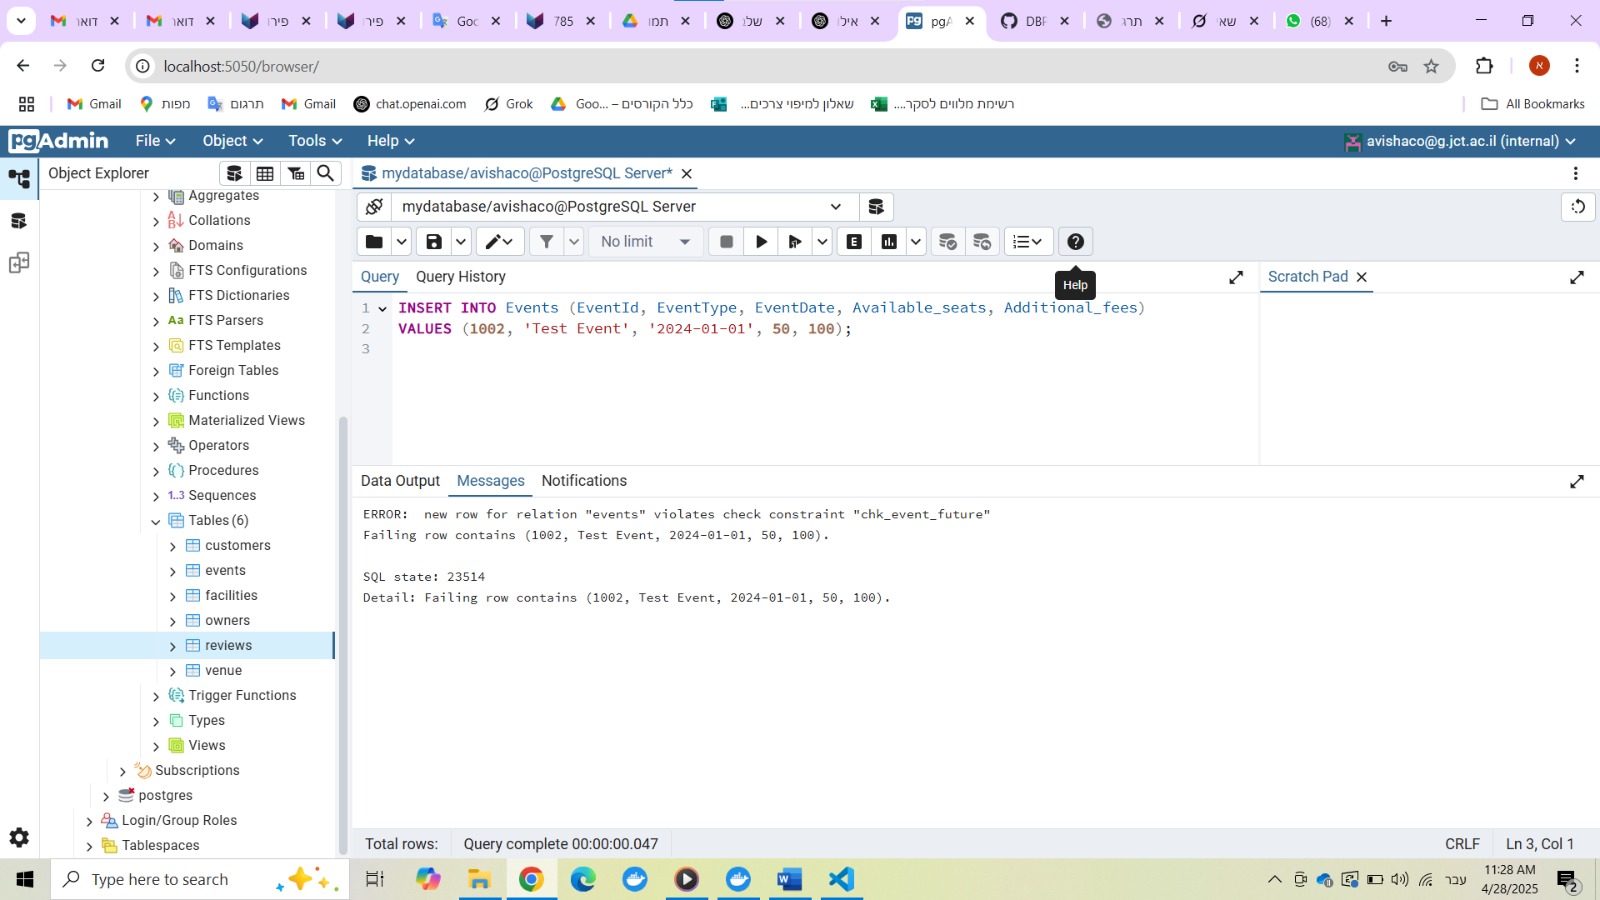 דואר
דואר
פירו
פיר
Goc
785
תמו
שלו
אילו
pgA
DBF
תרג
שא
(68)
localhost:5050/browser/
א
Gmail
מפות
תרגום
Gmail
chat.openai.com
Grok
Goo... – כלל הקורסים
שאלון למיפוי צרכים...
רשימת מלווים לסקר....
All Bookmarks
pgAdmin
File
Object
Tools
Help
avishaco@g.jct.ac.il (internal)
Object Explorer
mydatabase/avishaco@PostgreSQL Server*
mydatabase/avishaco@PostgreSQL Server
No limit
E
Query
Query History
Help
Scratch Pad
1 INSERT INTO Events (EventId, EventType, EventDate, Available_seats, Additional_fees)
2 VALUES (1002, 'Test Event', '2024-01-01', 50, 100);
3
Aggregates
Collations
Domains
FTS Configurations
FTS Dictionaries
Aa FTS Parsers
FTS Templates
Foreign Tables
Functions
Materialized Views
Operators
Procedures
1..3 Sequences
Tables (6)
customers
events
facilities
owners
reviews
venue
Trigger Functions
Types
Views
Subscriptions
postgres
Login/Group Roles
Tablespaces
Data Output
Messages
Notifications
ERROR:  new row for relation "events" violates check constraint "chk_event_future"
Failing row contains (1002, Test Event, 2024-01-01, 50, 100).
SQL state: 23514
Detail: Failing row contains (1002, Test Event, 2024-01-01, 50, 100).
Total rows:
Query complete 00:00:00.047
CRLF
Ln 3, Col 1
Type here to search
עבר
11:28 AM
4/28/2025
2